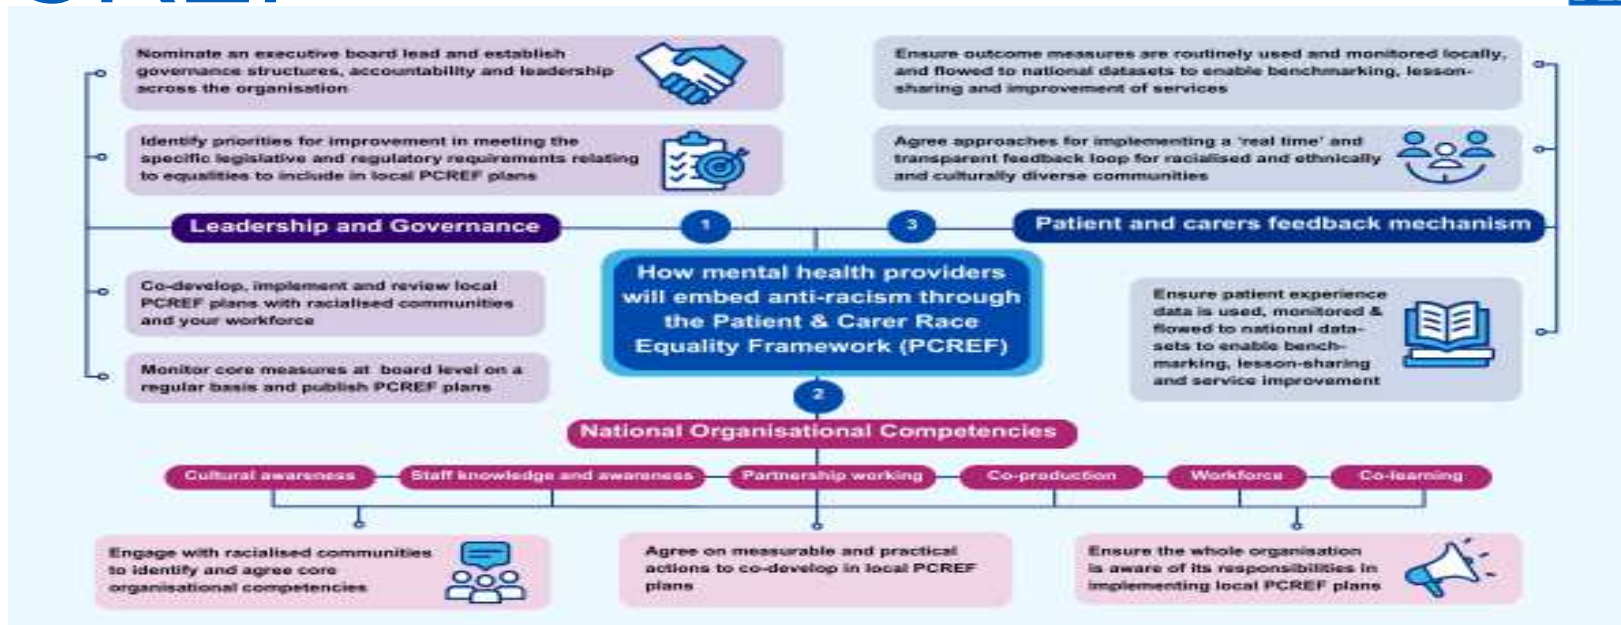 Nominate an executive board lead and establish
governance structures, accountability and leadership
across the organisation
Identify priorities for improvement in meeting the
specific legislative and regulatory requirements relating
to equalities to include in local PCREF plans
Leadership and Governance
1
Co-develop, implement and review local
PCREF plans with racialised communities
and your workforce
Monitor core measures at board level on a
regular basis and publish PCREF plans
Ensure outcome measures are routinely used and monitored locally,
and flowed to national datasets to enable benchmarking, lesson-
sharing and improvement of services
Agree approaches for implementing a 'real time' and
transparent feedback loop for racialised and ethnically
and culturally diverse communities
3
Patient and carers feedback mechanism
Ensure patient experience
data is used, monitored &
flowed to national data-
sets to enable bench-
marking, lesson-sharing
and service improvement
How mental health providers
will embed anti-racism through
the Patient & Carer Race
Equality Framework (PCREF)
2
National Organisational Competencies
Cultural awareness
Staff knowledge and awareness
Partnership working
Co-production
Workforce
Co-learning
Engage with racialised communities
to identify and agree core
organisational competencies
Agree on measurable and practical
actions to co-develop in local PCREF
plans
Ensure the whole organisation
is aware of its responsibilities in
implementing local PCREF plans